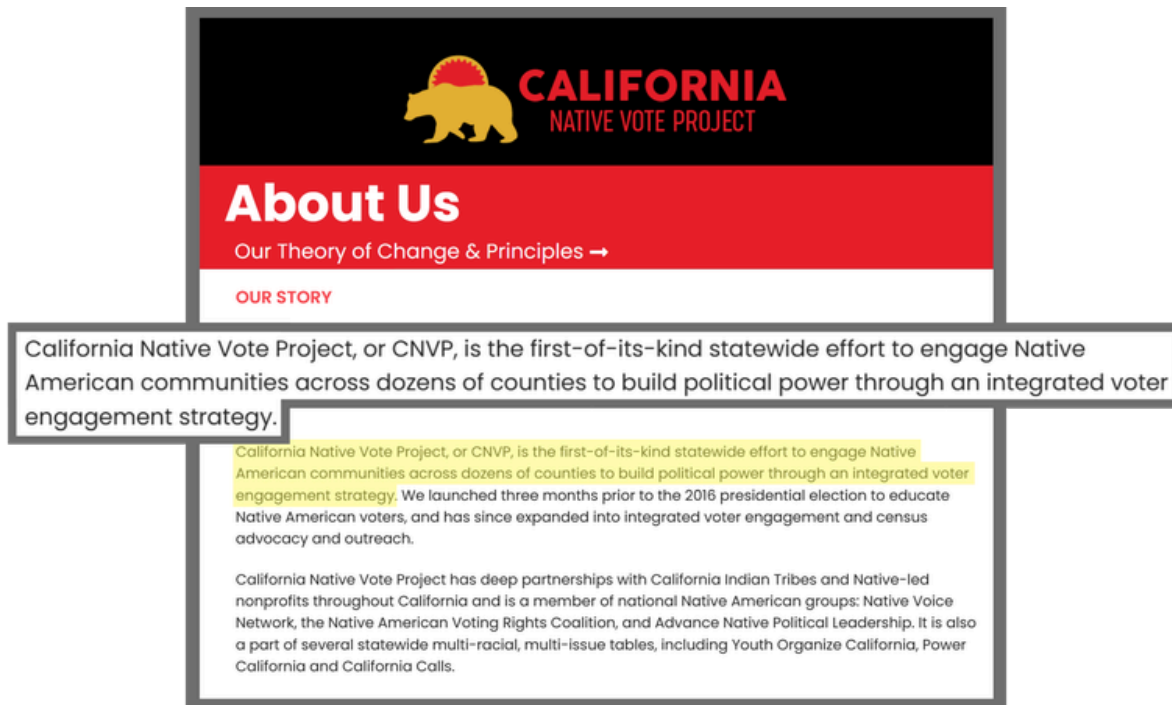 CALIFORNIA
NATIVE VOTE PROJECT
About Us
Our Theory of Change & Principles →
OUR STORY
California Native Vote Project, or CNVP, is the first-of-its-kind statewide effort to engage Native
American communities across dozens of counties to build political power through an integrated voter
engagement strategy.
California Native Vote Project, or CNVP, is the first-of-its-kind statewide effort to engage Native
American communities across dozens of counties to build political power through an integrated voter
engagement strategy. We launched three months prior to the 2016 presidential election to educate
Native American voters, and has since expanded into integrated voter engagement and census
advocacy and outreach.
California Native Vote Project has deep partnerships with California Indian Tribes and Native-led
nonprofits throughout California and is a member of national Native American groups: Native Voice
Network, the Native American Voting Rights Coalition, and Advance Native Political Leadership. It is also
a part of several statewide multi-racial, multi-issue tables, including Youth Organize California, Power
California and California Calls.